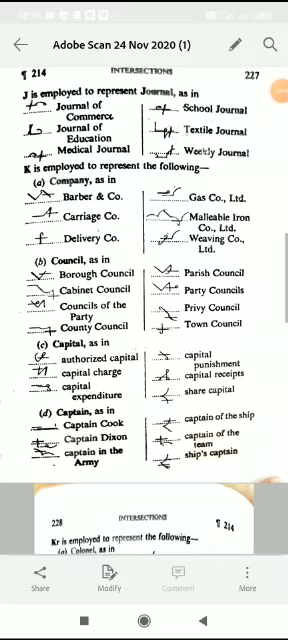 Adobe Scan 24 Nov 2020 (1)
¶ 214 INTERSECTIONS 227
J is employed to represent Journal, as in
Journal of Commerce
School Journal
Journal of Education
Textile Journal
Medical Journal
Weekly Journal
K is employed to represent the following—
(a) Company, as in
Barber & Co.
Gas Co., Ltd.
Carriage Co.
Malleable Iron Co., Ltd.
Delivery Co.
Weaving Co., Ltd.
(b) Council, as in
Borough Council
Parish Council
Cabinet Council
Party Councils
Councils of the Party
Privy Council
County Council
Town Council
(c) Capital, as in
authorized capital
capital punishment
capital charge
capital receipts
capital expenditure
share capital
(d) Captain, as in
Captain Cook
captain of the ship
Captain Dixon
captain of the team
captain in the Army
ship's captain
228 INTERSECTIONS ¶ 214
Kr is employed to represent the following—
(a) Colonel, as in
Share
Modify
Comment
More